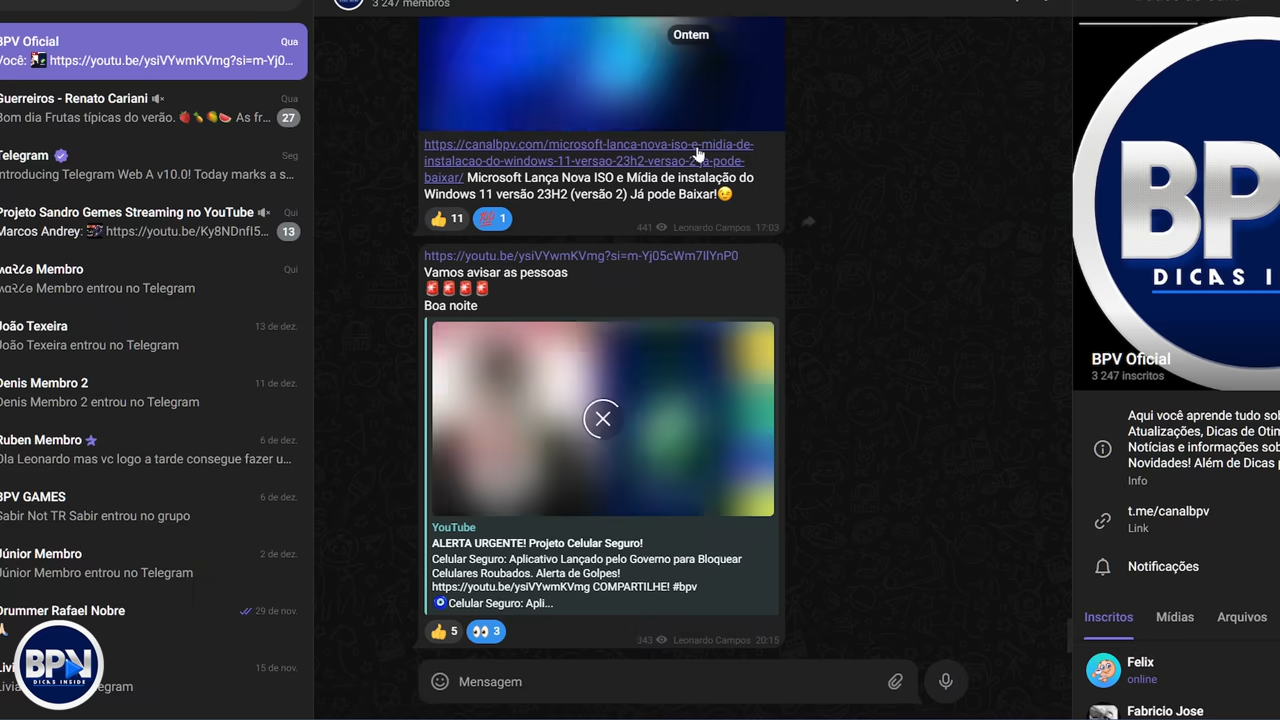 3 247 membros
BPV Oficial
Qua
Você: https://youtu.be/ysiVYwmKVmg?si=m-Yj0...
Guerreiros - Renato Cariani
Qua
Bom dia Frutas típicas do verão. 🍓🍍🥭🍉 As fr...
27
Telegram
Seg
ntroducing Telegram Web A v10.0! Today marks a s...
Projeto Sandro Gemes Streaming no YouTube
Qui
Marcos Andrey: https://youtu.be/Ky8NDnfI5...
13
Membro
Qui
Membro entrou no Telegram
João Texeira
13 de dez.
João Texeira entrou no Telegram
Denis Membro 2
11 de dez.
Denis Membro 2 entrou no Telegram
Ruben Membro
6 de dez.
Ola Leonardo mas vc logo a tarde consegue fazer u...
BPV GAMES
6 de dez.
Sabir Not TR Sabir entrou no grupo
Júnior Membro
2 de dez.
Júnior Membro entrou no Telegram
Drummer Rafael Nobre
29 de nov.
🙏
Livi
15 de nov.
Livia
egram
BPV
DICAS INSIDE
Ontem
https://canalbpv.com/microsoft-lanca-nova-iso-e-midia-de-
instalacao-do-windows-11-versao-23h2-versao-2-ja-pode-
baixar/ Microsoft Lança Nova ISO e Mídia de instalação do
Windows 11 versão 23H2 (versão 2) Já pode Baixar!😉
👍 11 💯 1
441 Leonardo Campos 17:03
https://youtu.be/ysiVYwmKVmg?si=m-Yj05cWm7IlYnP0
Vamos avisar as pessoas
🚨🚨🚨🚨
Boa noite
YouTube
ALERTA URGENTE! Projeto Celular Seguro!
Celular Seguro: Aplicativo Lançado pelo Governo para Bloquear
Celulares Roubados. Alerta de Golpes!
https://youtu.be/ysiVYwmKVmg COMPARTILHE! #bpv
🧿Celular Seguro: Apli...
👍 5 👀 3
343 Leonardo Campos 20:15
Mensagem
BP
DICAS I
BPV Oficial
3 247 inscritos
Aqui você aprende tudo so
Atualizações, Dicas de Otin
Notícias e informações sob
Novidades! Além de Dicas p
Info
t.me/canalbpv
Link
Notificações
Inscritos
Mídias
Arquivos
Felix
online
Fabricio Jose